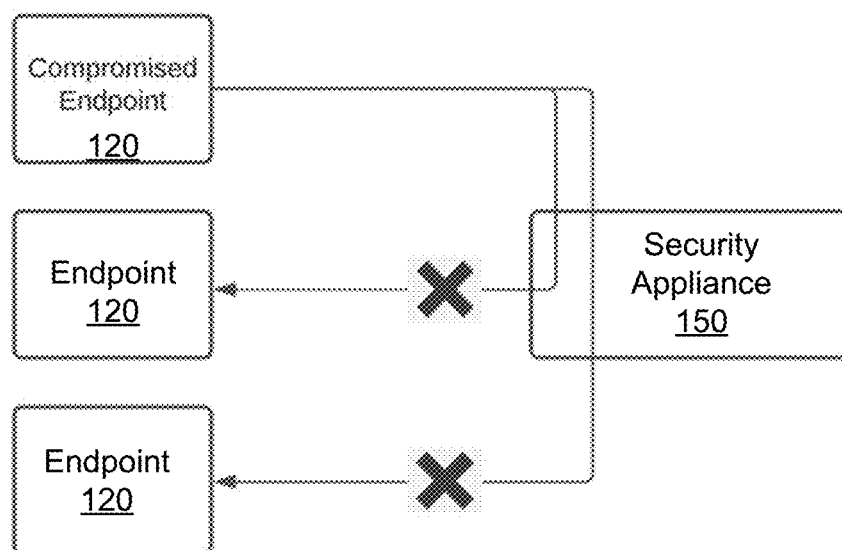 Compromised
Endpoint
120
Endpoint
120
Security
Appliance
150
Endpoint
120